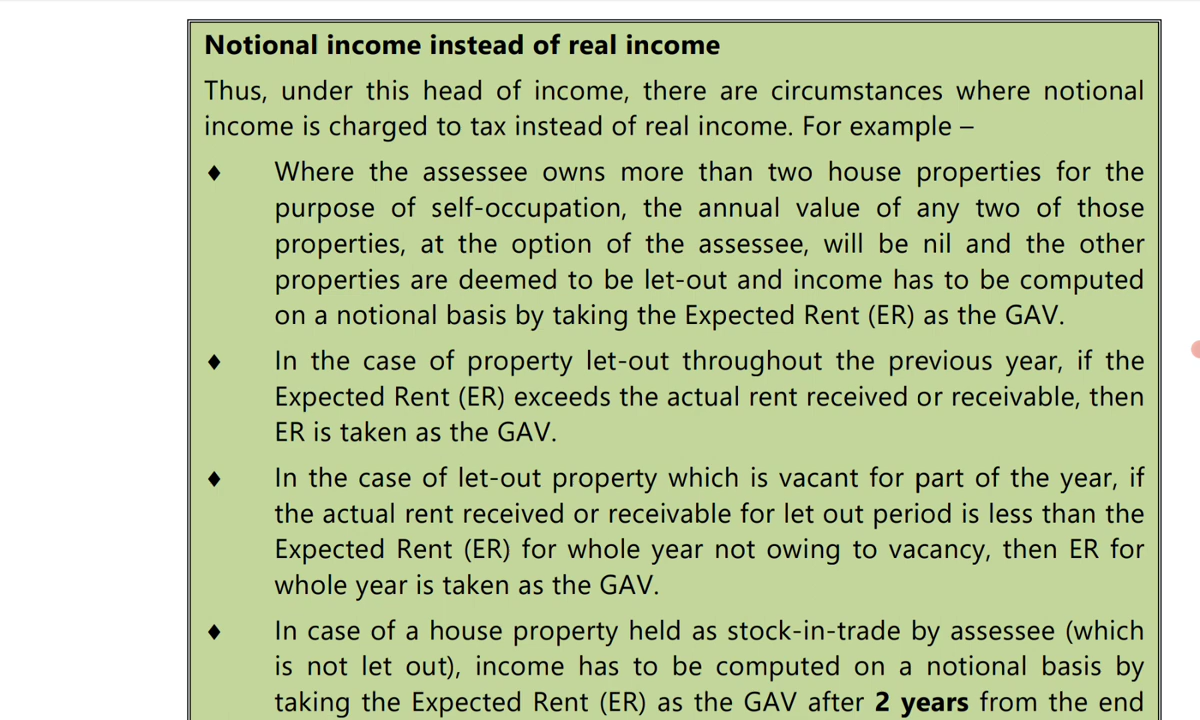 Notional income instead of real income
Thus, under this head of income, there are circumstances where notional
income is charged to tax instead of real income. For example –
♦ Where the assessee owns more than two house properties for the
purpose of self-occupation, the annual value of any two of those
properties, at the option of the assessee, will be nil and the other
properties are deemed to be let-out and income has to be computed
on a notional basis by taking the Expected Rent (ER) as the GAV.
♦ In the case of property let-out throughout the previous year, if the
Expected Rent (ER) exceeds the actual rent received or receivable, then
ER is taken as the GAV.
♦ In the case of let-out property which is vacant for part of the year, if
the actual rent received or receivable for let out period is less than the
Expected Rent (ER) for whole year not owing to vacancy, then ER for
whole year is taken as the GAV.
♦ In case of a house property held as stock-in-trade by assessee (which
is not let out), income has to be computed on a notional basis by
taking the Expected Rent (ER) as the GAV after 2 years from the end